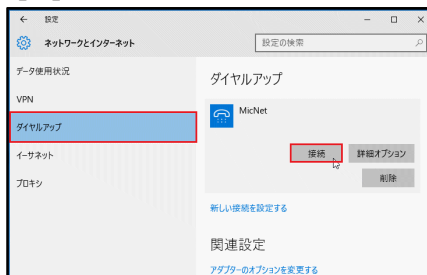 ← 設定
ネットワークとインターネット
設定の検索
データ使用状況
VPN
ダイヤルアップ
イーサネット
プロキシ
ダイヤルアップ
MicNet
接続
詳細オプション
削除
新しい接続を設定する
関連設定
アダプターのオプションを変更する